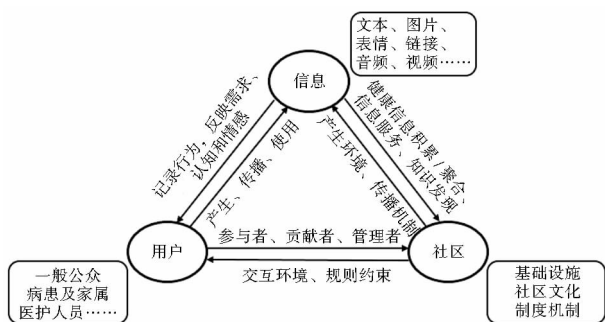 文本、图片、
表情、链接、
音频、视频……
信息
记录行为,反映需求、
认知和情感
产生、传播、使用
健康信息积累/聚合、
信息服务、知识发现
产生环境、传播机制
用户
参与者、贡献者、管理者
社区
交互环境、规则约束
一般公众
病患及家属
医护人员……
基础设施
社区文化
制度机制